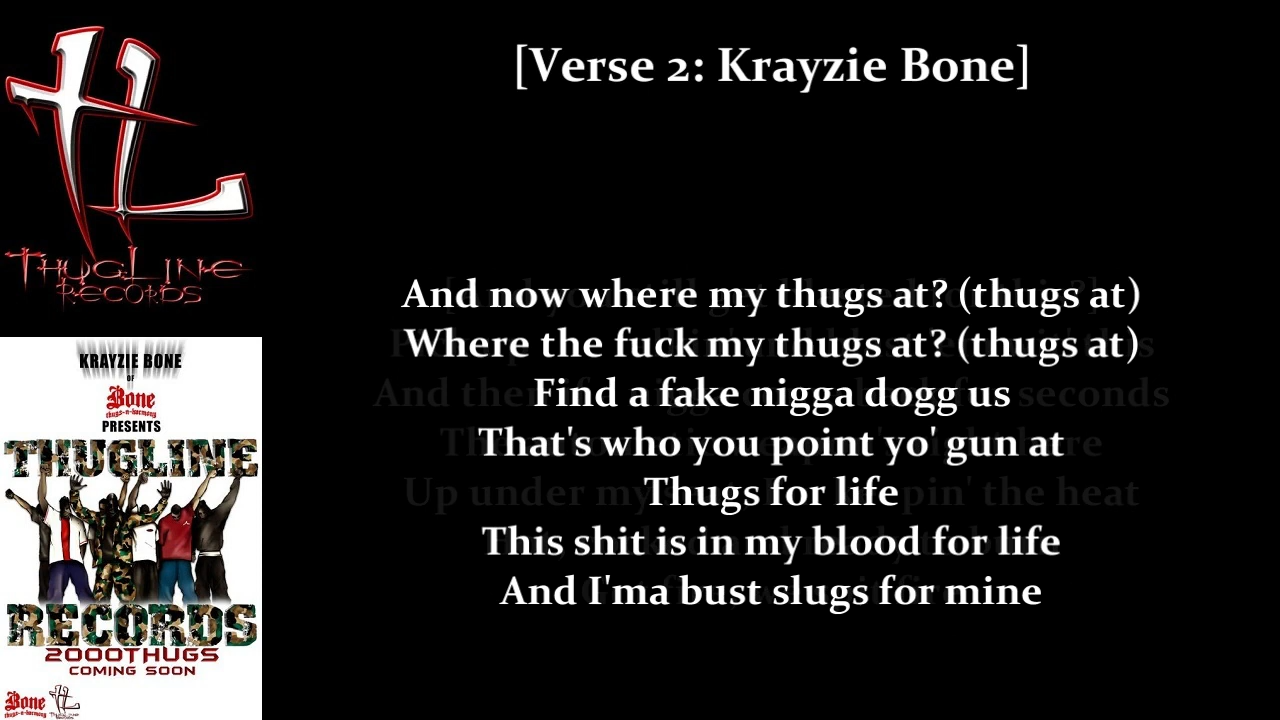 [Verse 2: Krayzie Bone]
And now where my thugs at? (thugs at)
Where the fuck my thugs at? (thugs at)
Find a fake nigga dogg us
That's who you point yo' gun at
Thugs for life
This shit is in my blood for life
And I'ma bust slugs for mine
THUGLINE
RECORDS
KRAYZIE BONE
OF
Bone
thugs-n-harmony
PRESENTS
THUGLINE
RECORDS
2000THUGS
COMING SOON
Bone
thugs-n-harmony